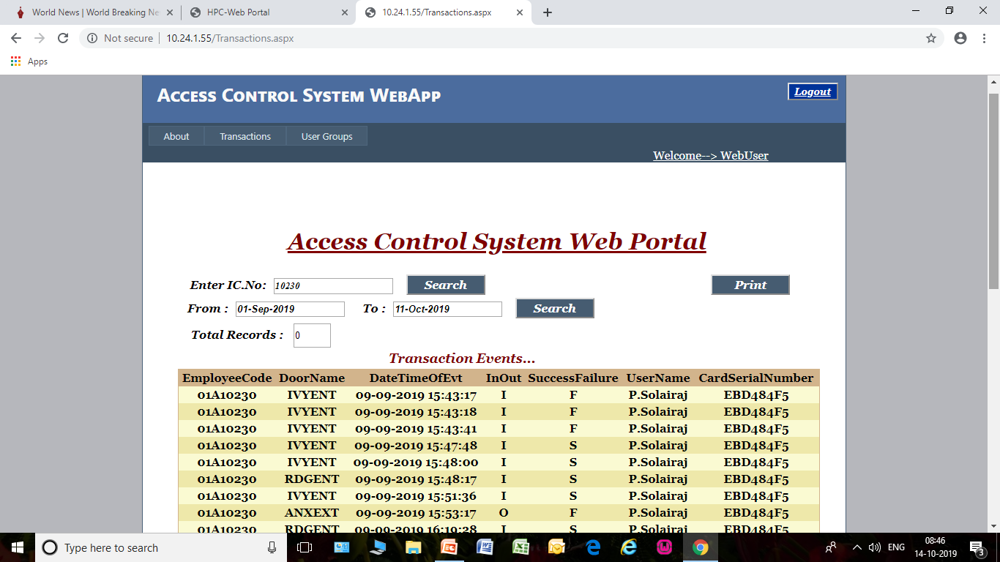 World News | World Breaking Ne
HPC-Web Portal
10.24.1.55/Transactions.aspx
Not secure | 10.24.1.55/Transactions.aspx
Apps
ACCESS CONTROL SYSTEM WEBAPP
Logout
About Transactions User Groups
Welcome--> WebUser
Access Control System Web Portal
Enter IC.No: 10230 Search Print
From : 01-Sep-2019 To : 11-Oct-2019 Search
Total Records : 0
Transaction Events...
EmployeeCode DoorName DateTimeOfEvt InOut SuccessFailure UserName CardSerialNumber
01A10230 IVYENT 09-09-2019 15:43:17 I F P.Solairaj EBD484F5
01A10230 IVYENT 09-09-2019 15:43:18 I F P.Solairaj EBD484F5
01A10230 IVYENT 09-09-2019 15:43:41 I F P.Solairaj EBD484F5
01A10230 IVYENT 09-09-2019 15:47:48 I S P.Solairaj EBD484F5
01A10230 IVYENT 09-09-2019 15:48:00 I S P.Solairaj EBD484F5
01A10230 RDGENT 09-09-2019 15:48:17 I S P.Solairaj EBD484F5
01A10230 IVYENT 09-09-2019 15:51:36 I S P.Solairaj EBD484F5
01A10230 ANXEXT 09-09-2019 15:53:17 O F P.Solairaj EBD484F5
01A10230 RDGENT 09-09-2019 16:19:28 I S P.Solairaj EBD484F5
Type here to search
ENG
08:46
14-10-2019
3